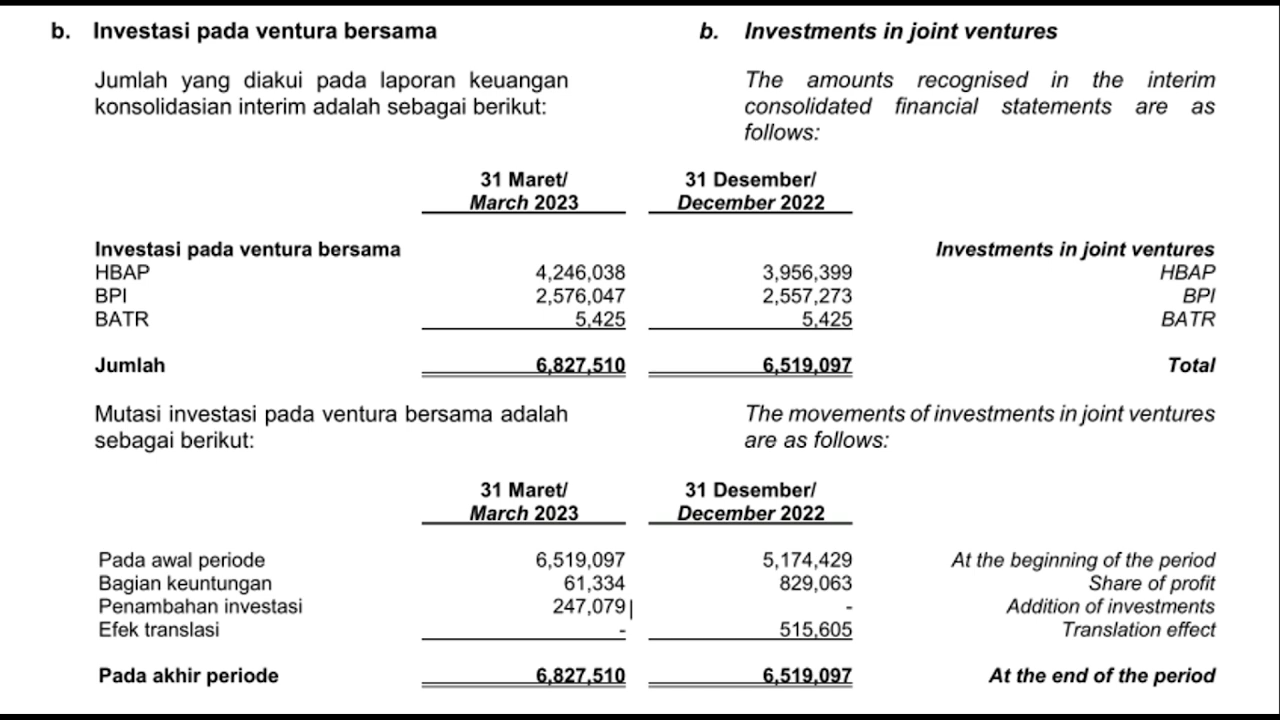 b. Investasi pada ventura bersama b. Investments in joint ventures
Jumlah yang diakui pada laporan keuangan
konsolidasian interim adalah sebagai berikut:
The amounts recognised in the interim
consolidated financial statements are as
follows:
31 Maret/ 31 Desember/
March 2023 December 2022
Investasi pada ventura bersama Investments in joint ventures
HBAP 4,246,038 3,956,399 HBAP
BPI 2,576,047 2,557,273 BPI
BATR 5,425 5,425 BATR
Jumlah 6,827,510 6,519,097 Total
Mutasi investasi pada ventura bersama adalah
sebagai berikut:
The movements of investments in joint ventures
are as follows:
31 Maret/ 31 Desember/
March 2023 December 2022
Pada awal periode 6,519,097 5,174,429 At the beginning of the period
Bagian keuntungan 61,334 829,063 Share of profit
Penambahan investasi 247,079 - Addition of investments
Efek translasi - 515,605 Translation effect
Pada akhir periode 6,827,510 6,519,097 At the end of the period